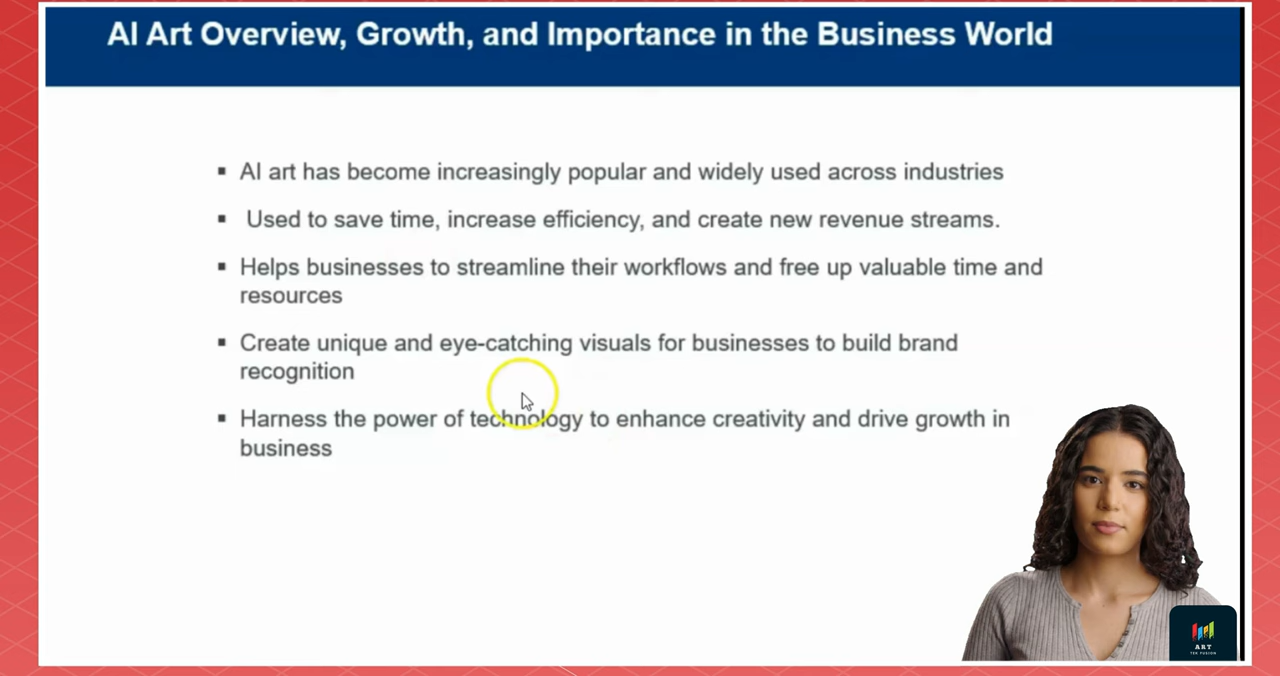 AI Art Overview, Growth, and Importance in the Business World
▪ AI art has become increasingly popular and widely used across industries
▪ Used to save time, increase efficiency, and create new revenue streams.
▪ Helps businesses to streamline their workflows and free up valuable time and
resources
▪ Create unique and eye-catching visuals for businesses to build brand
recognition
▪ Harness the power of technology to enhance creativity and drive growth in
business
ART
TEK FUSION